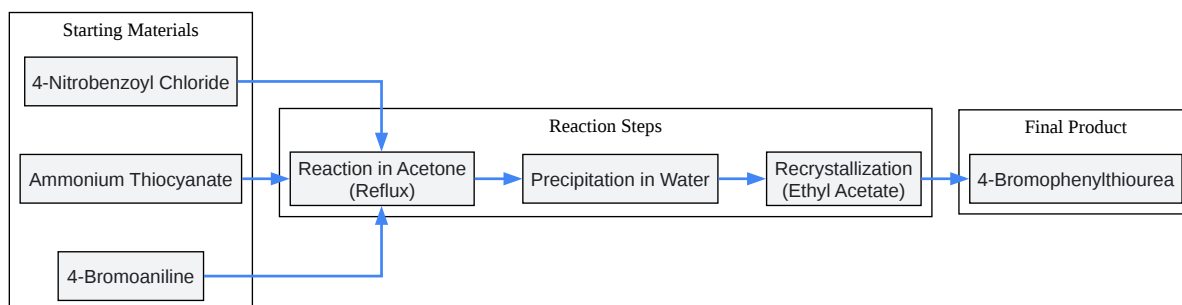 Starting Materials
4-Nitrobenzoyl Chloride
Ammonium Thiocyanate
4-Bromoaniline
Reaction Steps
Reaction in Acetone
(Reflux)
Precipitation in Water
Recrystallization
(Ethyl Acetate)
Final Product
4-Bromophenylthiourea